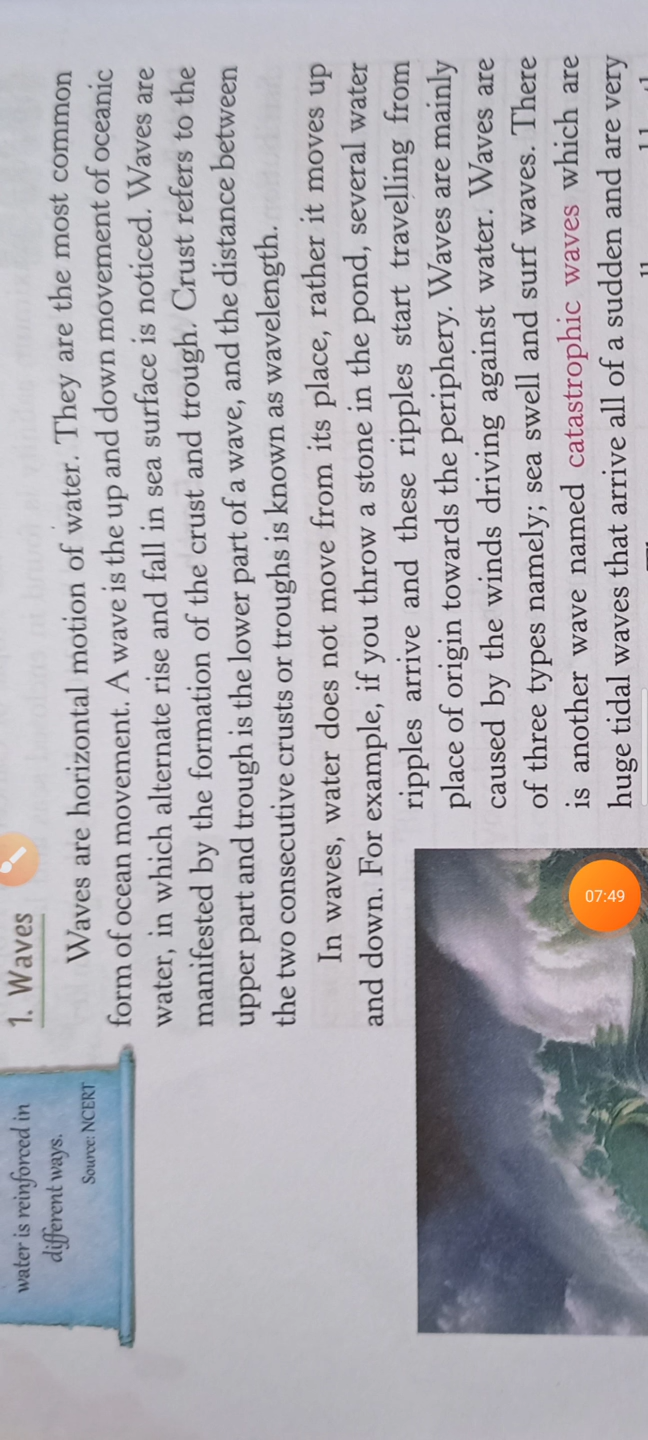 water is reinforced in
different ways.
Source: NCERT
1. Waves
Waves are horizontal motion of water. They are the most common
form of ocean movement. A wave is the up and down movement of oceanic
water, in which alternate rise and fall in sea surface is noticed. Waves are
manifested by the formation of the crust and trough. Crust refers to the
upper part and trough is the lower part of a wave, and the distance between
the two consecutive crusts or troughs is known as wavelength.
In waves, water does not move from its place, rather it moves up
and down. For example, if you throw a stone in the pond, several water
ripples arrive and these ripples start travelling from
place of origin towards the periphery. Waves are mainly
caused by the winds driving against water. Waves are
of three types namely; sea swell and surf waves. There
is another wave named catastrophic waves which are
huge tidal waves that arrive all of a sudden and are very
07:49